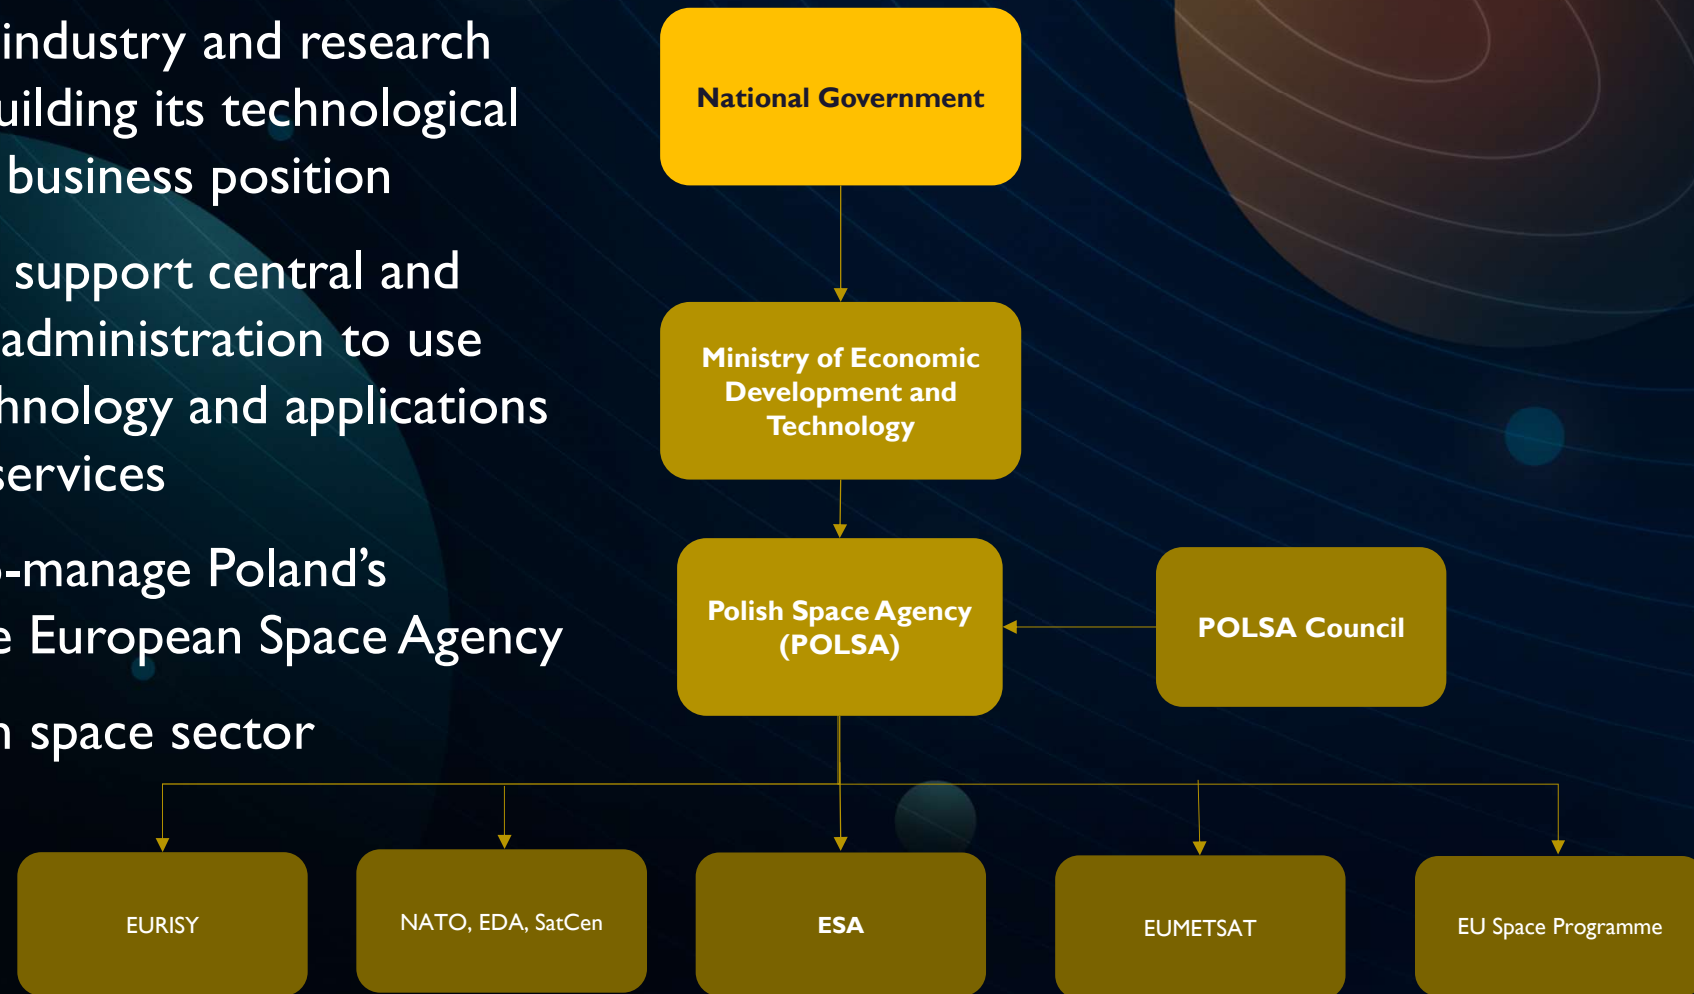 industry and research
uilding its technological
business position
support central and
administration to use
hnology and applications
services
-manage Poland’s
e European Space Agency
n space sector
National Government
Ministry of Economic
Development and
Technology
Polish Space Agency
(POLSA)
POLSA Council
EURISY
NATO, EDA, SatCen
ESA
EUMETSAT
EU Space Programme